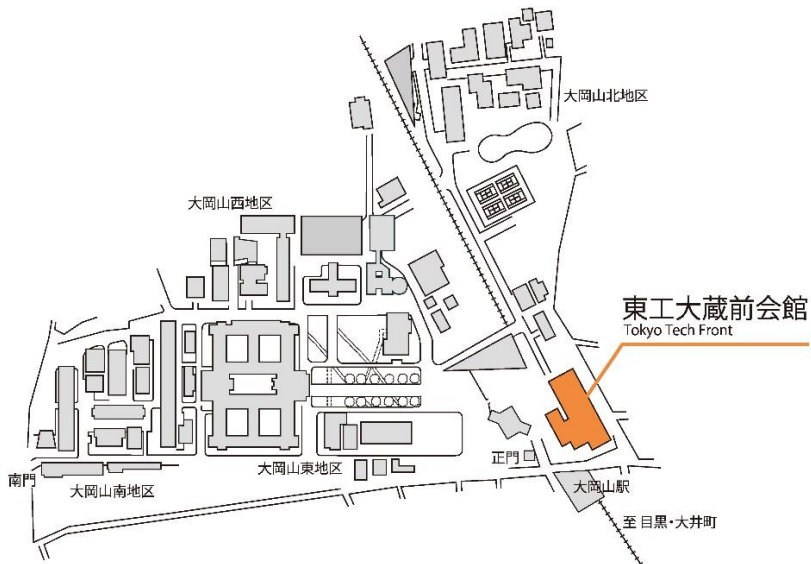 大岡山北地区
大岡山西地区
東工大蔵前会館
Tokyo Tech Front
正門
大岡山東地区
南門
大岡山南地区
大岡山駅
至 目黒・大井町